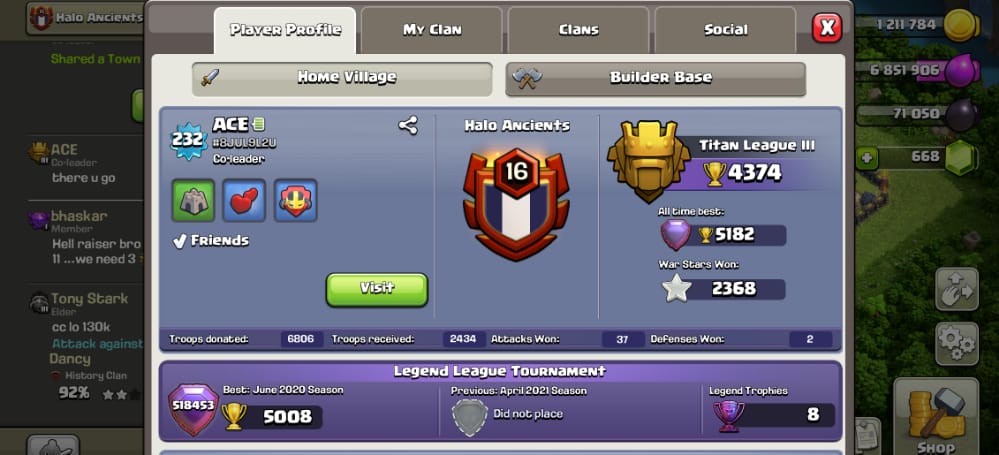 Halo Ancients
Player Profile
My Clan
Clans
Social
X
1 211 784
Shared a Town
Home Village
Builder Base
6 851 906
232
ACE
#8JUL9L2U
Co-leader
Halo Ancients
16
Titan League III
4374
71 050
668
ACE
Co-leader
there u go
All time best:
5182
bhaskar
Member
Hell raiser bro
11 ...we need 3
Friends
War Stars Won:
2368
Visit
Tony Stark
Elder
cc lo 130k
Attack against
Dancy
History Clan
92%
Troops donated: 6806 Troops received: 2434 Attacks Won: 37 Defenses Won: 2
Legend League Tournament
518453
Best: June 2020 Season
5008
Previous: April 2021 Season
Did not place
Legend Trophies
8
Shop